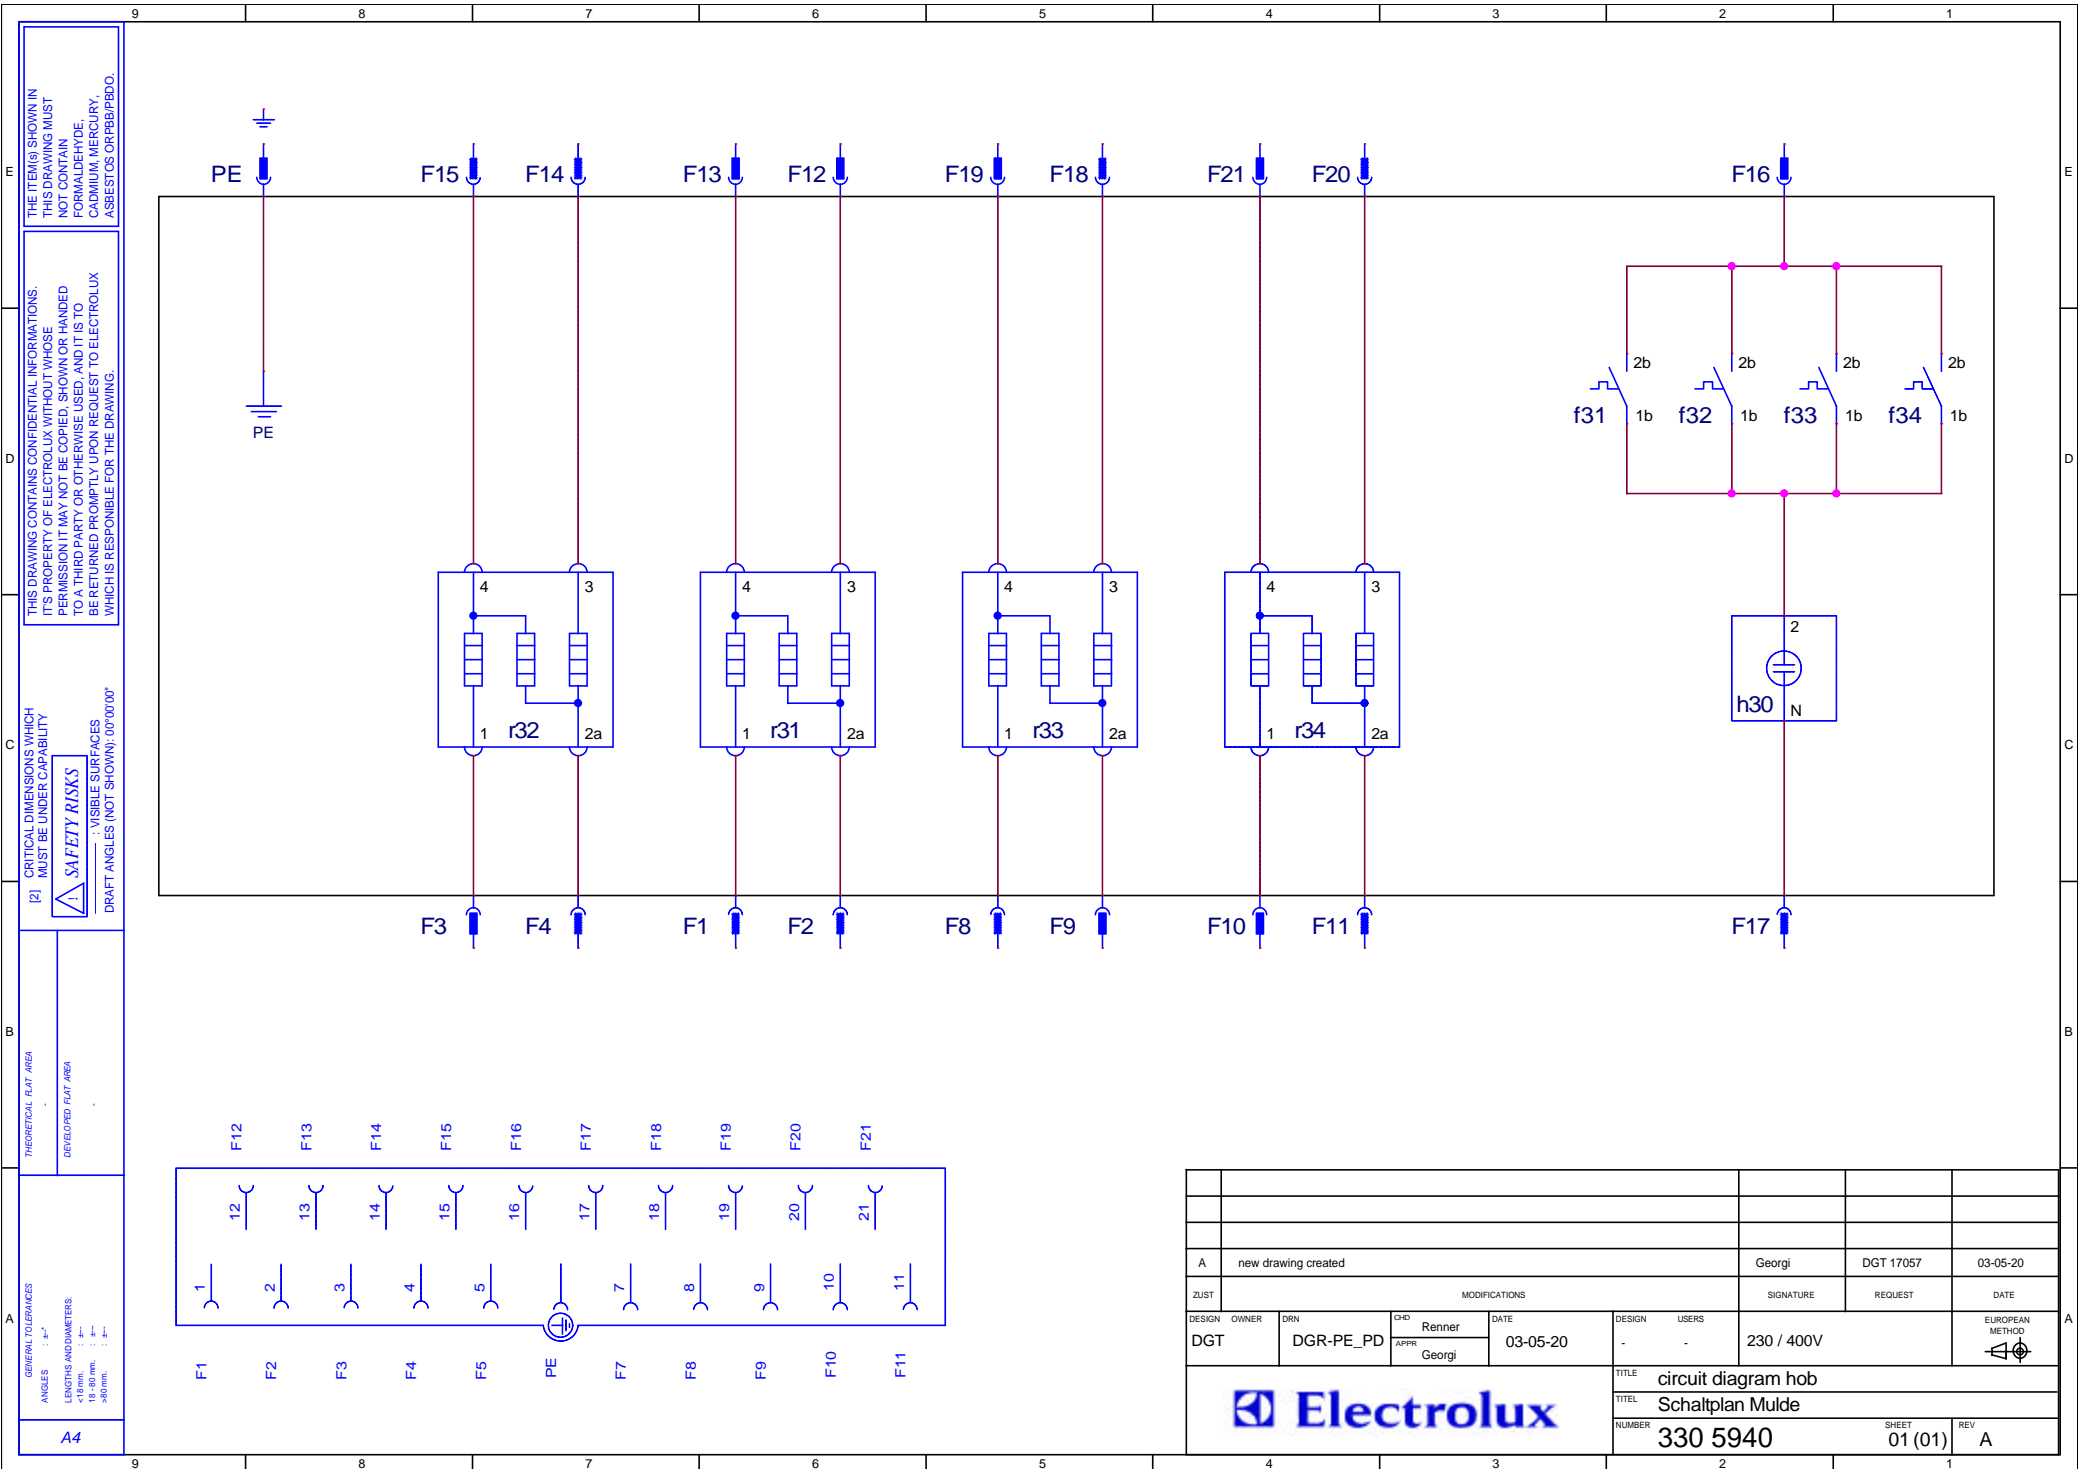 9 8 7 6 5 4 3 2 1
E
D
C
B
A
THE ITEM(s) SHOWN IN
THIS DRAWING MUST
NOT CONTAIN
FORMALDEHYDE,
CADMIUM, MERCURY,
ASBESTOS OR PBB/PBDO.
THIS DRAWING CONTAINS CONFIDENTIAL INFORMATIONS.
IT'S PROPERTY OF ELECTROLUX WITHOUT WHOSE
PERMISSION IT MAY NOT BE COPIED, SHOWN OR HANDED
TO A THIRD PARTY OR OTHERWISE USED, AND IT IS TO
BE RETURNED PROMPTLY UPON REQUEST TO ELECTROLUX
WHICH IS RESPONIBLE FOR THE DRAWING.
[2] CRITICAL DIMENSIONS WHICH
MUST BE UNDER CAPABILITY
! SAFETY RISKS
: VISIBLE SURFACES
DRAFT ANGLES (NOT SHOWN): 00°00'00"
THEORETICAL FLAT AREA
-
DEVELOPED FLAT AREA
-
GENERAL TOLERANCES
ANGLES : ±-°
LENGTHS AND DIAMETERS:
<18 mm. : ±--
18 - 80 mm. : ±--
>80 mm. : ±--
A4
PE F15 F14 F13 F12 F19 F18 F21 F20 F16
PE
2b 2b 2b 2b
f31 1b f32 1b f33 1b f34 1b
4 3 4 3 4 3 4 3
2
h30 N
1 r32 2a 1 r31 2a 1 r33 2a 1 r34 2a
F3 F4 F1 F2 F8 F9 F10 F11 F17
F12 F13 F14 F15 F16 F17 F18 F19 F20 F21
12 13 14 15 16 17 18 19 20 21
1 2 3 4 5 7 8 9 10 11
F1 F2 F3 F4 F5 PE F7 F8 F9 F10 F11
A new drawing created Georgi DGT 17057 03-05-20
ZUST MODIFICATIONS SIGNATURE REQUEST DATE
DESIGN OWNER DRN CHD DATE DESIGN USERS EUROPEAN
METHOD
Renner
DGT DGR-PE_PD APPR 03-05-20 - - 230 / 400V
Georgi
TITLE circuit diagram hob
TITEL Schaltplan Mulde
Electrolux
NUMBER 330 5940 SHEET 01 (01) REV A
E
D
C
B
A
9 8 7 6 5 4 3 2 1